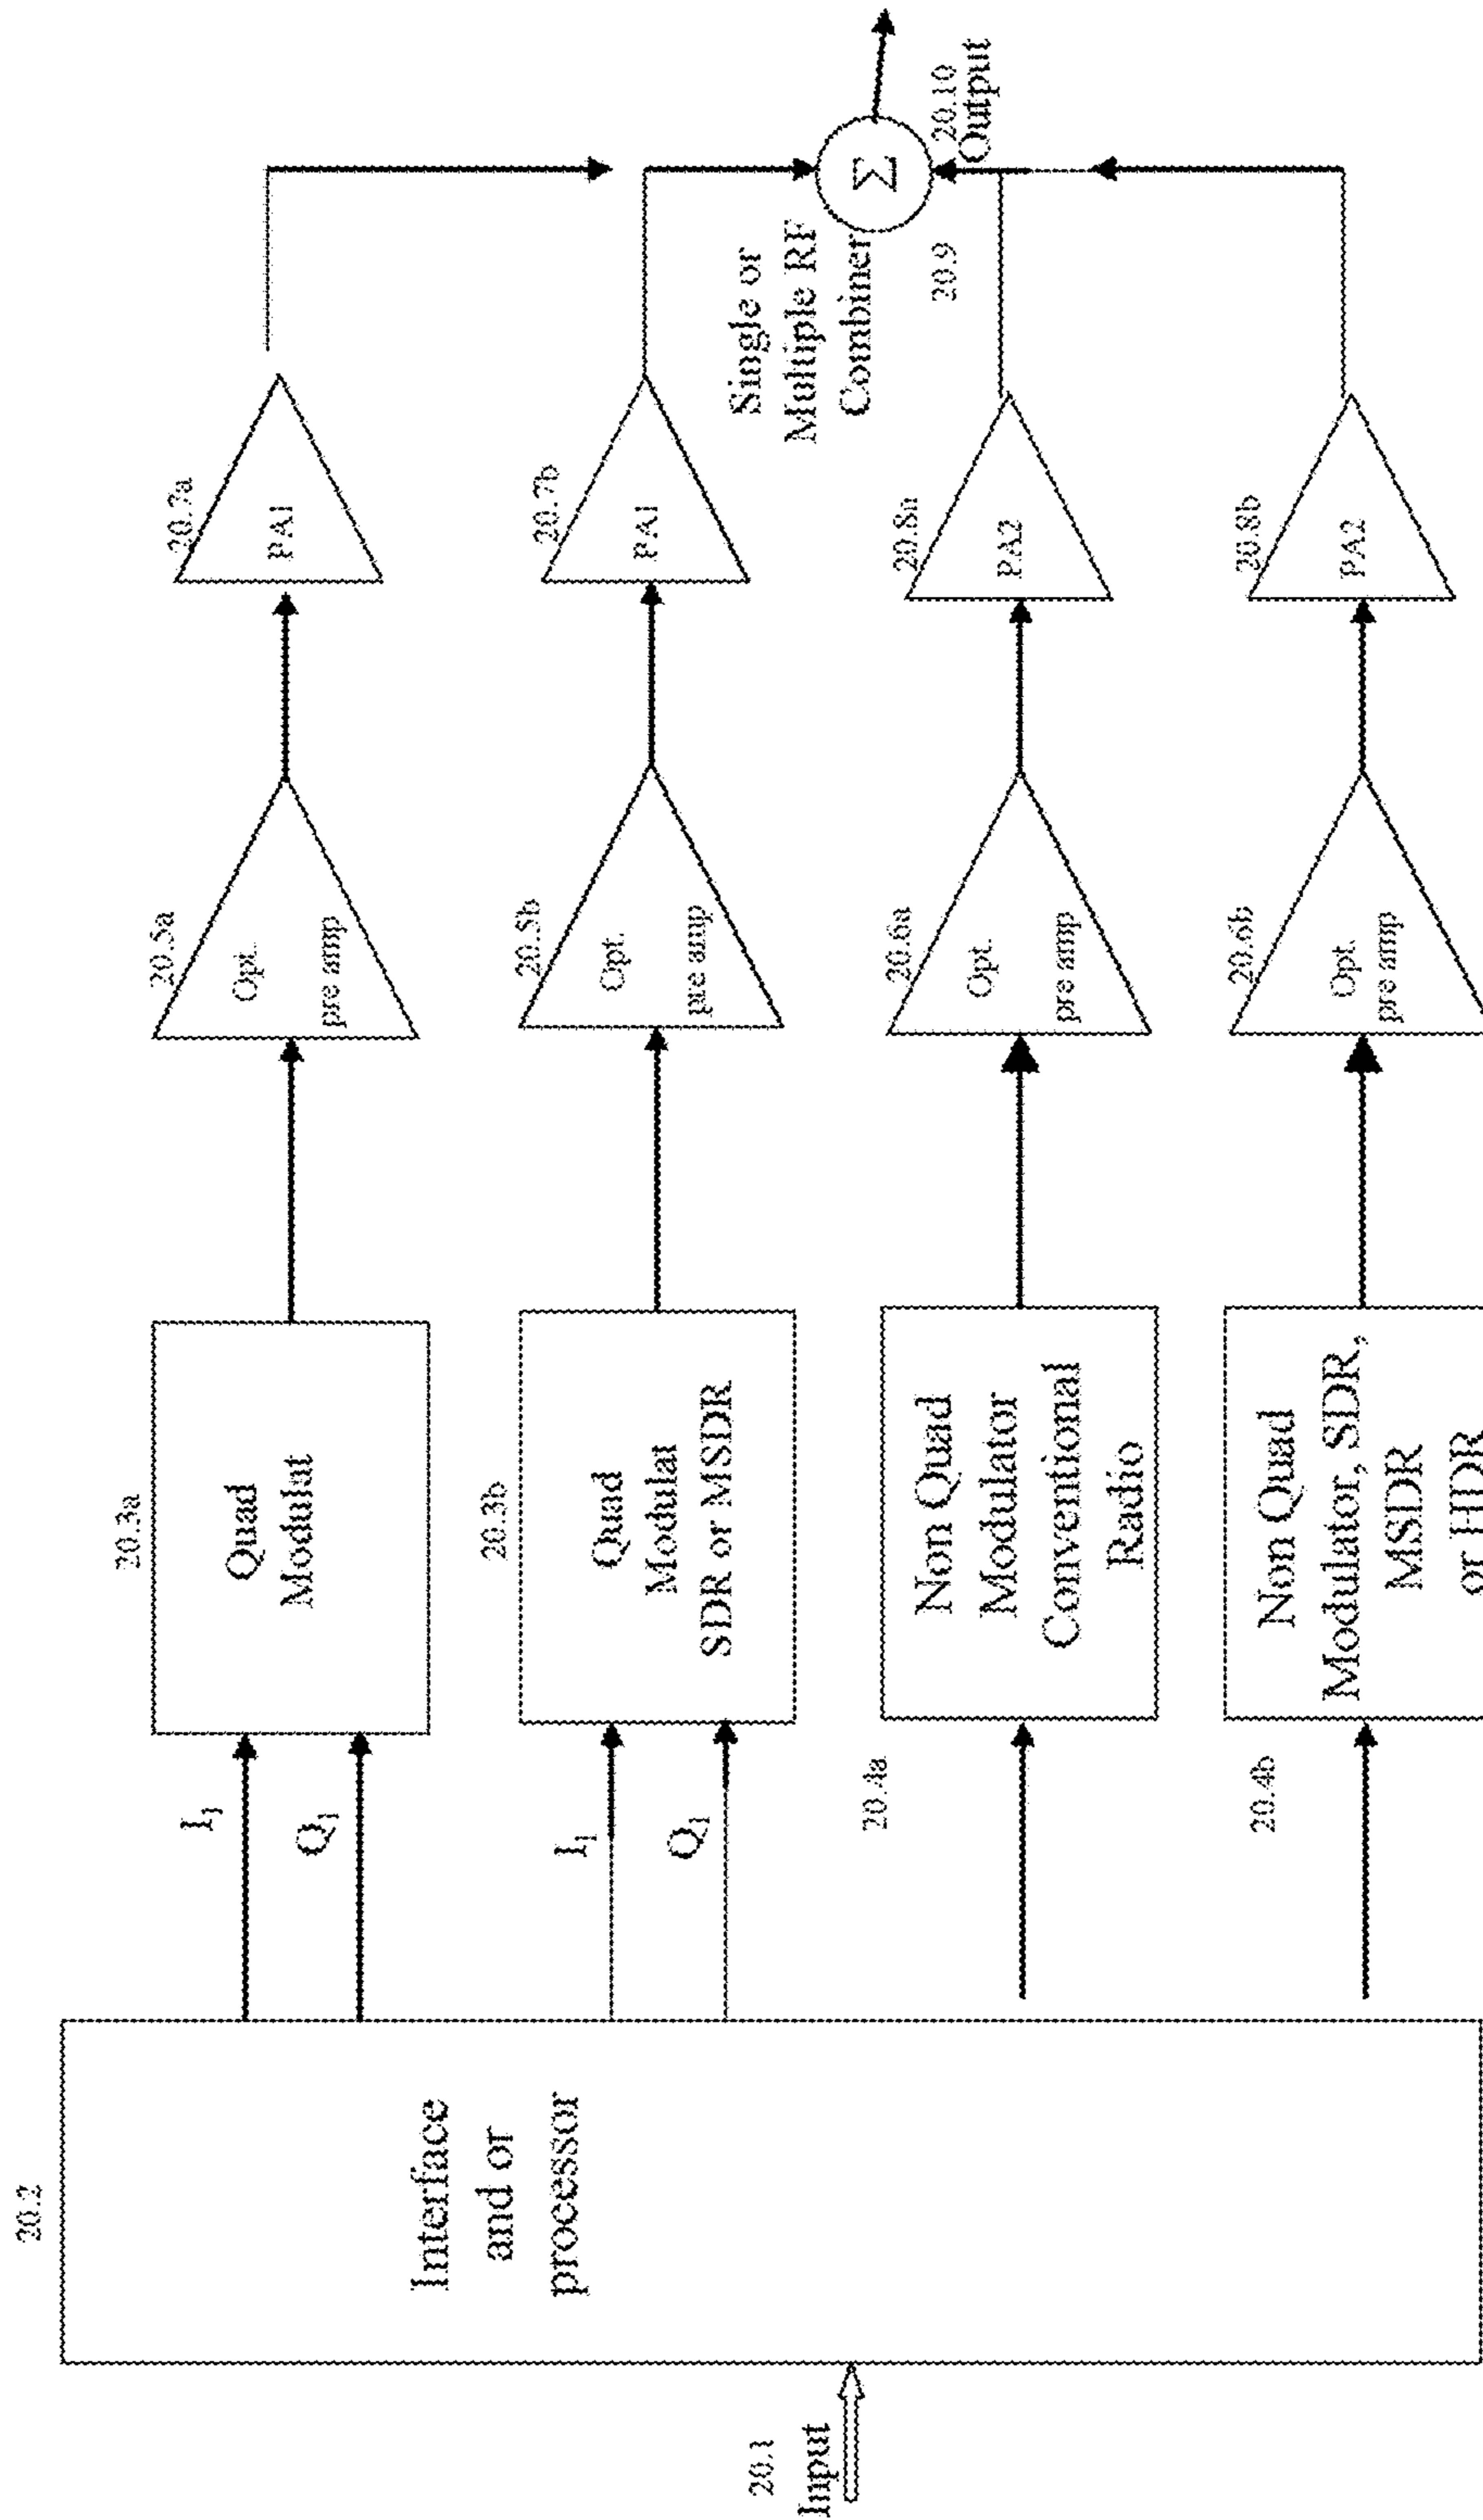 20.1
Input
20.2
Interface
and or
processor
I1
Q1
20.3a
Quad
Modulat
20.5a
Opt.
pre amp
20.7a
PA1
I1
Q1
20.3b
Quad
Modulat
SDR or MSDR
20.5b
Opt.
pre amp
20.7b
PA1
Single or
Multiple RF
Combiner
Σ
20.9
20.10
Output
20.4a
Non Quad
Modulator
Conventional
Radio
20.6a
Opt.
pre amp
20.8a
PA2
20.4b
Non Quad
Modulator, SDR,
MSDR
or HDR
20.6b
Opt.
pre amp
20.8b
PA2